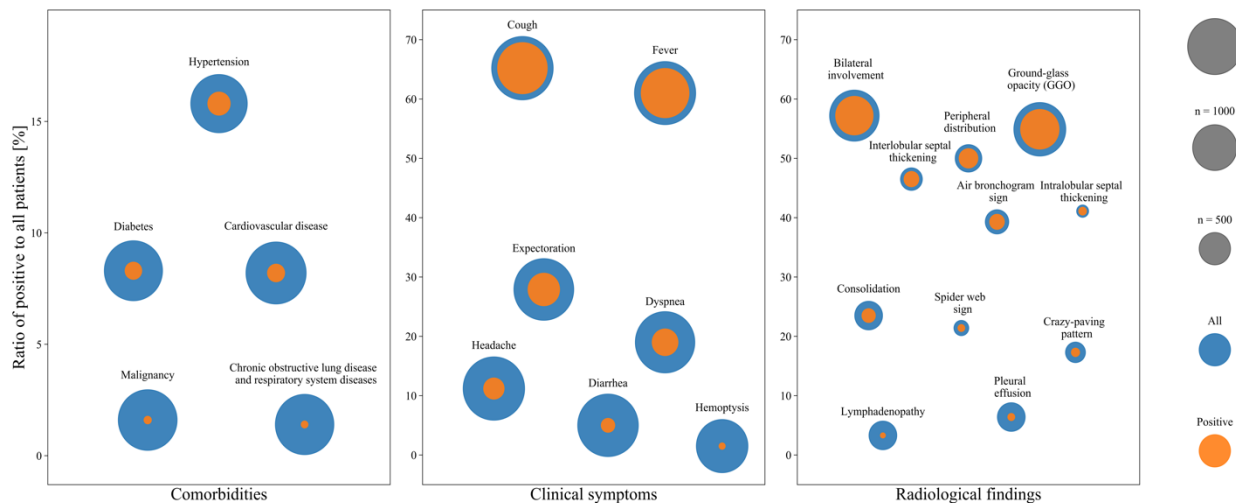 Ratio of positive to all patients [%]
15
10
5
0
Hypertension
Diabetes
Cardiovascular disease
Malignancy
Chronic obstructive lung disease
and respiratory system diseases
Comorbidities
70
60
50
40
30
20
10
0
Cough
Fever
Expectoration
Dyspnea
Headache
Diarrhea
Hemoptysis
Clinical symptoms
70
60
50
40
30
20
10
0
Bilateral
involvement
Ground-glass
opacity (GGO)
Peripheral
distribution
Interlobular septal
thickening
Air bronchogram
sign
Intralobular septal
thickening
Consolidation
Spider web
sign
Crazy-paving
pattern
Pleural
effusion
Lymphadenopathy
Radiological findings
n = 1000
n = 500
All
Positive